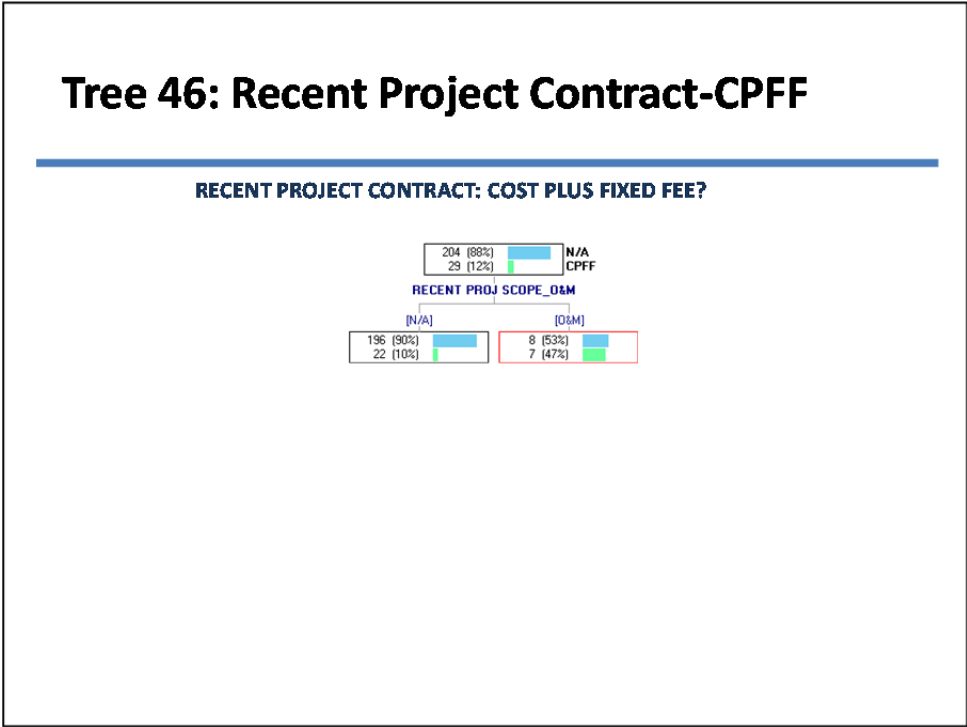 Tree 46: Recent Project Contract-CPFF
RECENT PROJECT CONTRACT: COST PLUS FIXED FEE?
204 (88%) N/A
29 (12%) CPFF
RECENT PROJ SCOPE_O&M
[N/A] [O&M]
196 (90%) 8 (53%)
22 (10%) 7 (47%)